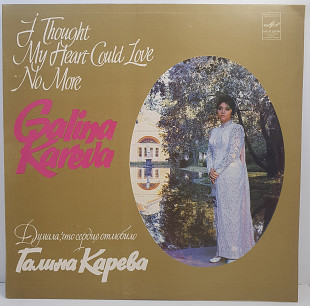 I Thought
My Heart Could Love
No More
Galina
Kareva
Думала, что сердце отлюбило
Галина Карева